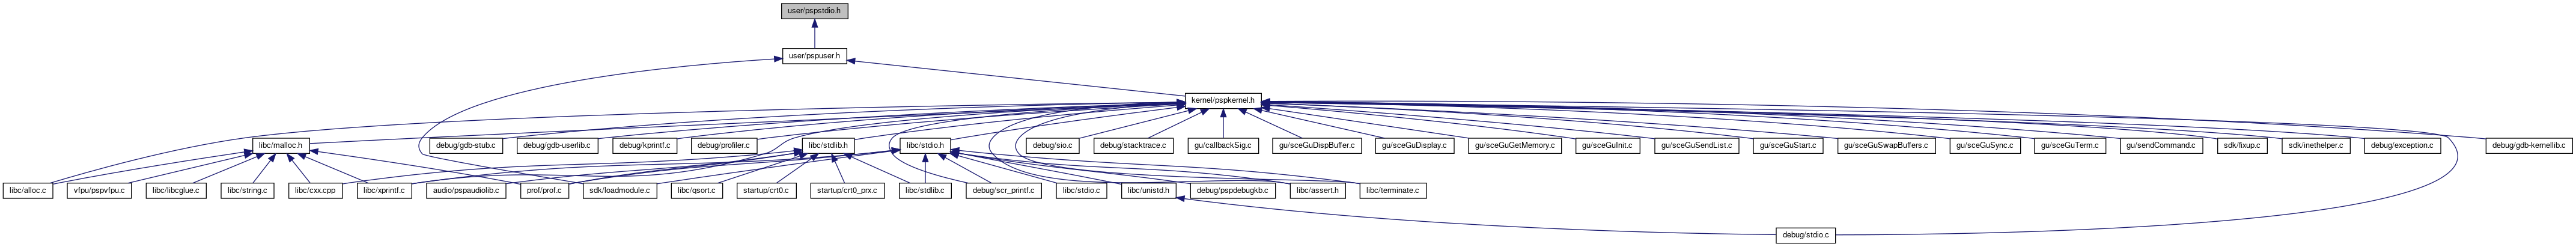 user/pspstdio.h
user/pspuser.h
kernel/pspkernel.h
libc/malloc.h
debug/gdb-stub.c
debug/gdb-userlib.c
debug/kprintf.c
debug/profiler.c
libc/stdlib.h
libc/stdio.h
debug/sio.c
debug/stacktrace.c
gu/callbackSig.c
gu/sceGuDispBuffer.c
gu/sceGuDisplay.c
gu/sceGuGetMemory.c
gu/sceGuInit.c
gu/sceGuSendList.c
gu/sceGuStart.c
gu/sceGuSwapBuffers.c
gu/sceGuSync.c
gu/sceGuTerm.c
gu/sendCommand.c
sdk/fixup.c
sdk/inethelper.c
debug/exception.c
debug/gdb-kernellib.c
libc/alloc.c
vfpu/pspvfpu.c
libc/libcglue.c
libc/string.c
libc/cxx.cpp
libc/xprintf.c
audio/pspaudiolib.c
prof/prof.c
sdk/loadmodule.c
libc/qsort.c
startup/crt0.c
startup/crt0_prx.c
libc/stdlib.c
debug/scr_printf.c
libc/stdio.c
libc/unistd.h
debug/pspdebugkb.c
libc/assert.h
libc/terminate.c
debug/stdio.c